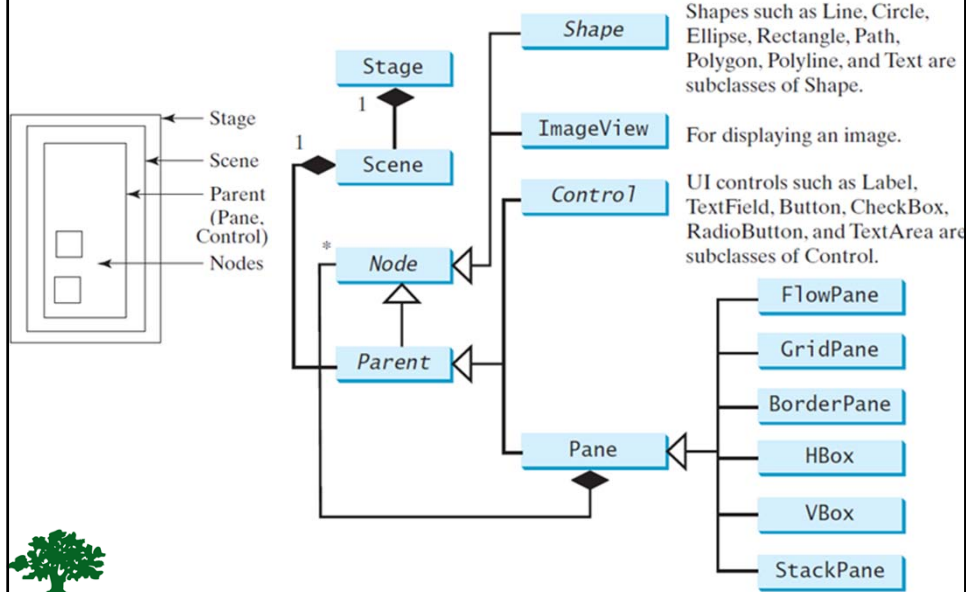 Stage
Scene
Parent
(Pane,
Control)
Nodes
Stage
1
1
Scene
*
Node
Parent
Shape
Shapes such as Line, Circle,
Ellipse, Rectangle, Path,
Polygon, Polyline, and Text are
subclasses of Shape.
ImageView
For displaying an image.
Control
UI controls such as Label,
TextField, Button, CheckBox,
RadioButton, and TextArea are
subclasses of Control.
Pane
FlowPane
GridPane
BorderPane
HBox
VBox
StackPane